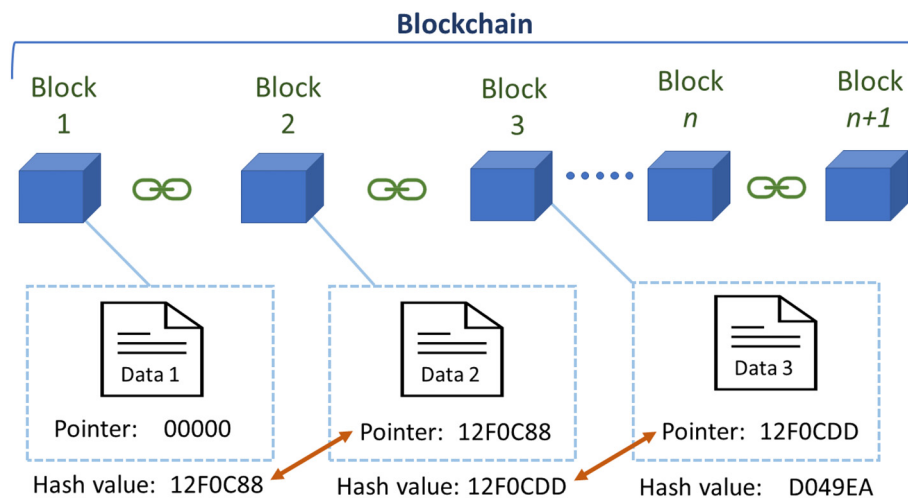 Blockchain
Block
1
Block
2
Block
3
Block
n
Block
n+1
Data 1
Data 2
Data 3
Pointer: 00000
Pointer: 12F0C88
Pointer: 12F0CDD
Hash value: 12F0C88
Hash value: 12F0CDD
Hash value: D049EA